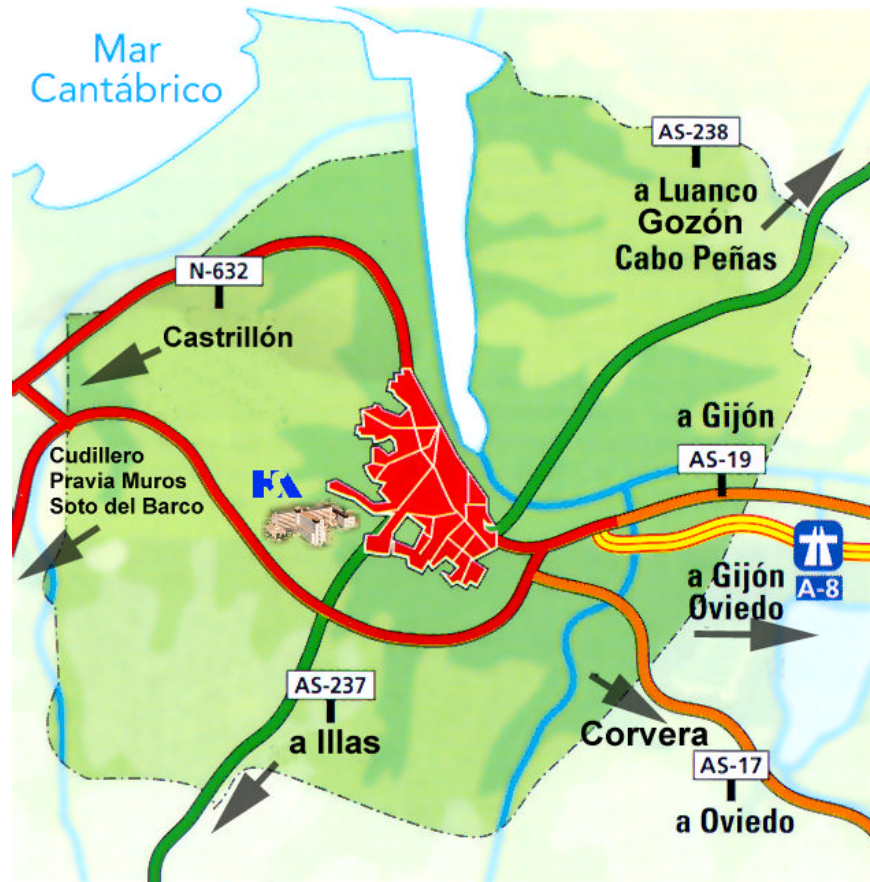 Mar
Cantábrico
AS-238
a Luanco
Gozón
Cabo Peñas
N-632
Castrillón
a Gijón
AS-19
Cudillero
Pravia Muros
Soto del Barco
HSA
a Gijón
Oviedo
A-8
AS-237
a Illas
Corvera
AS-17
a Oviedo